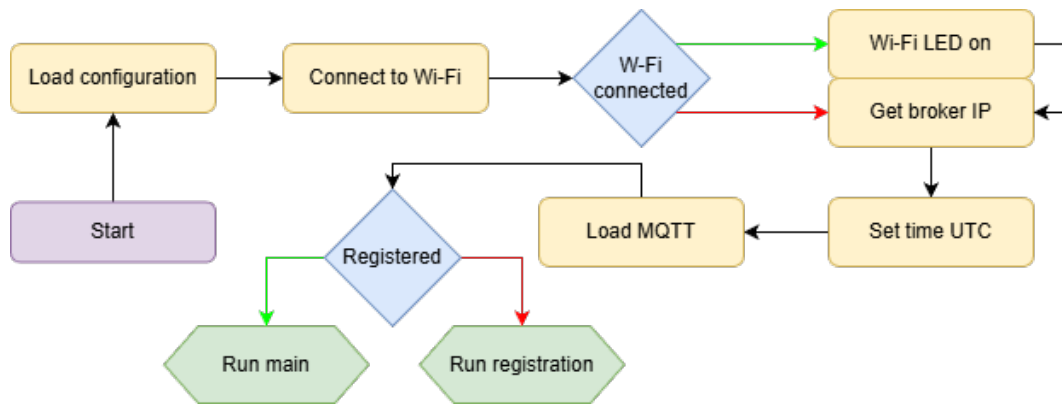 Load configuration
Connect to Wi-Fi
W-Fi
connected
Wi-Fi LED on
Get broker IP
Start
Registered
Load MQTT
Set time UTC
Run main
Run registration